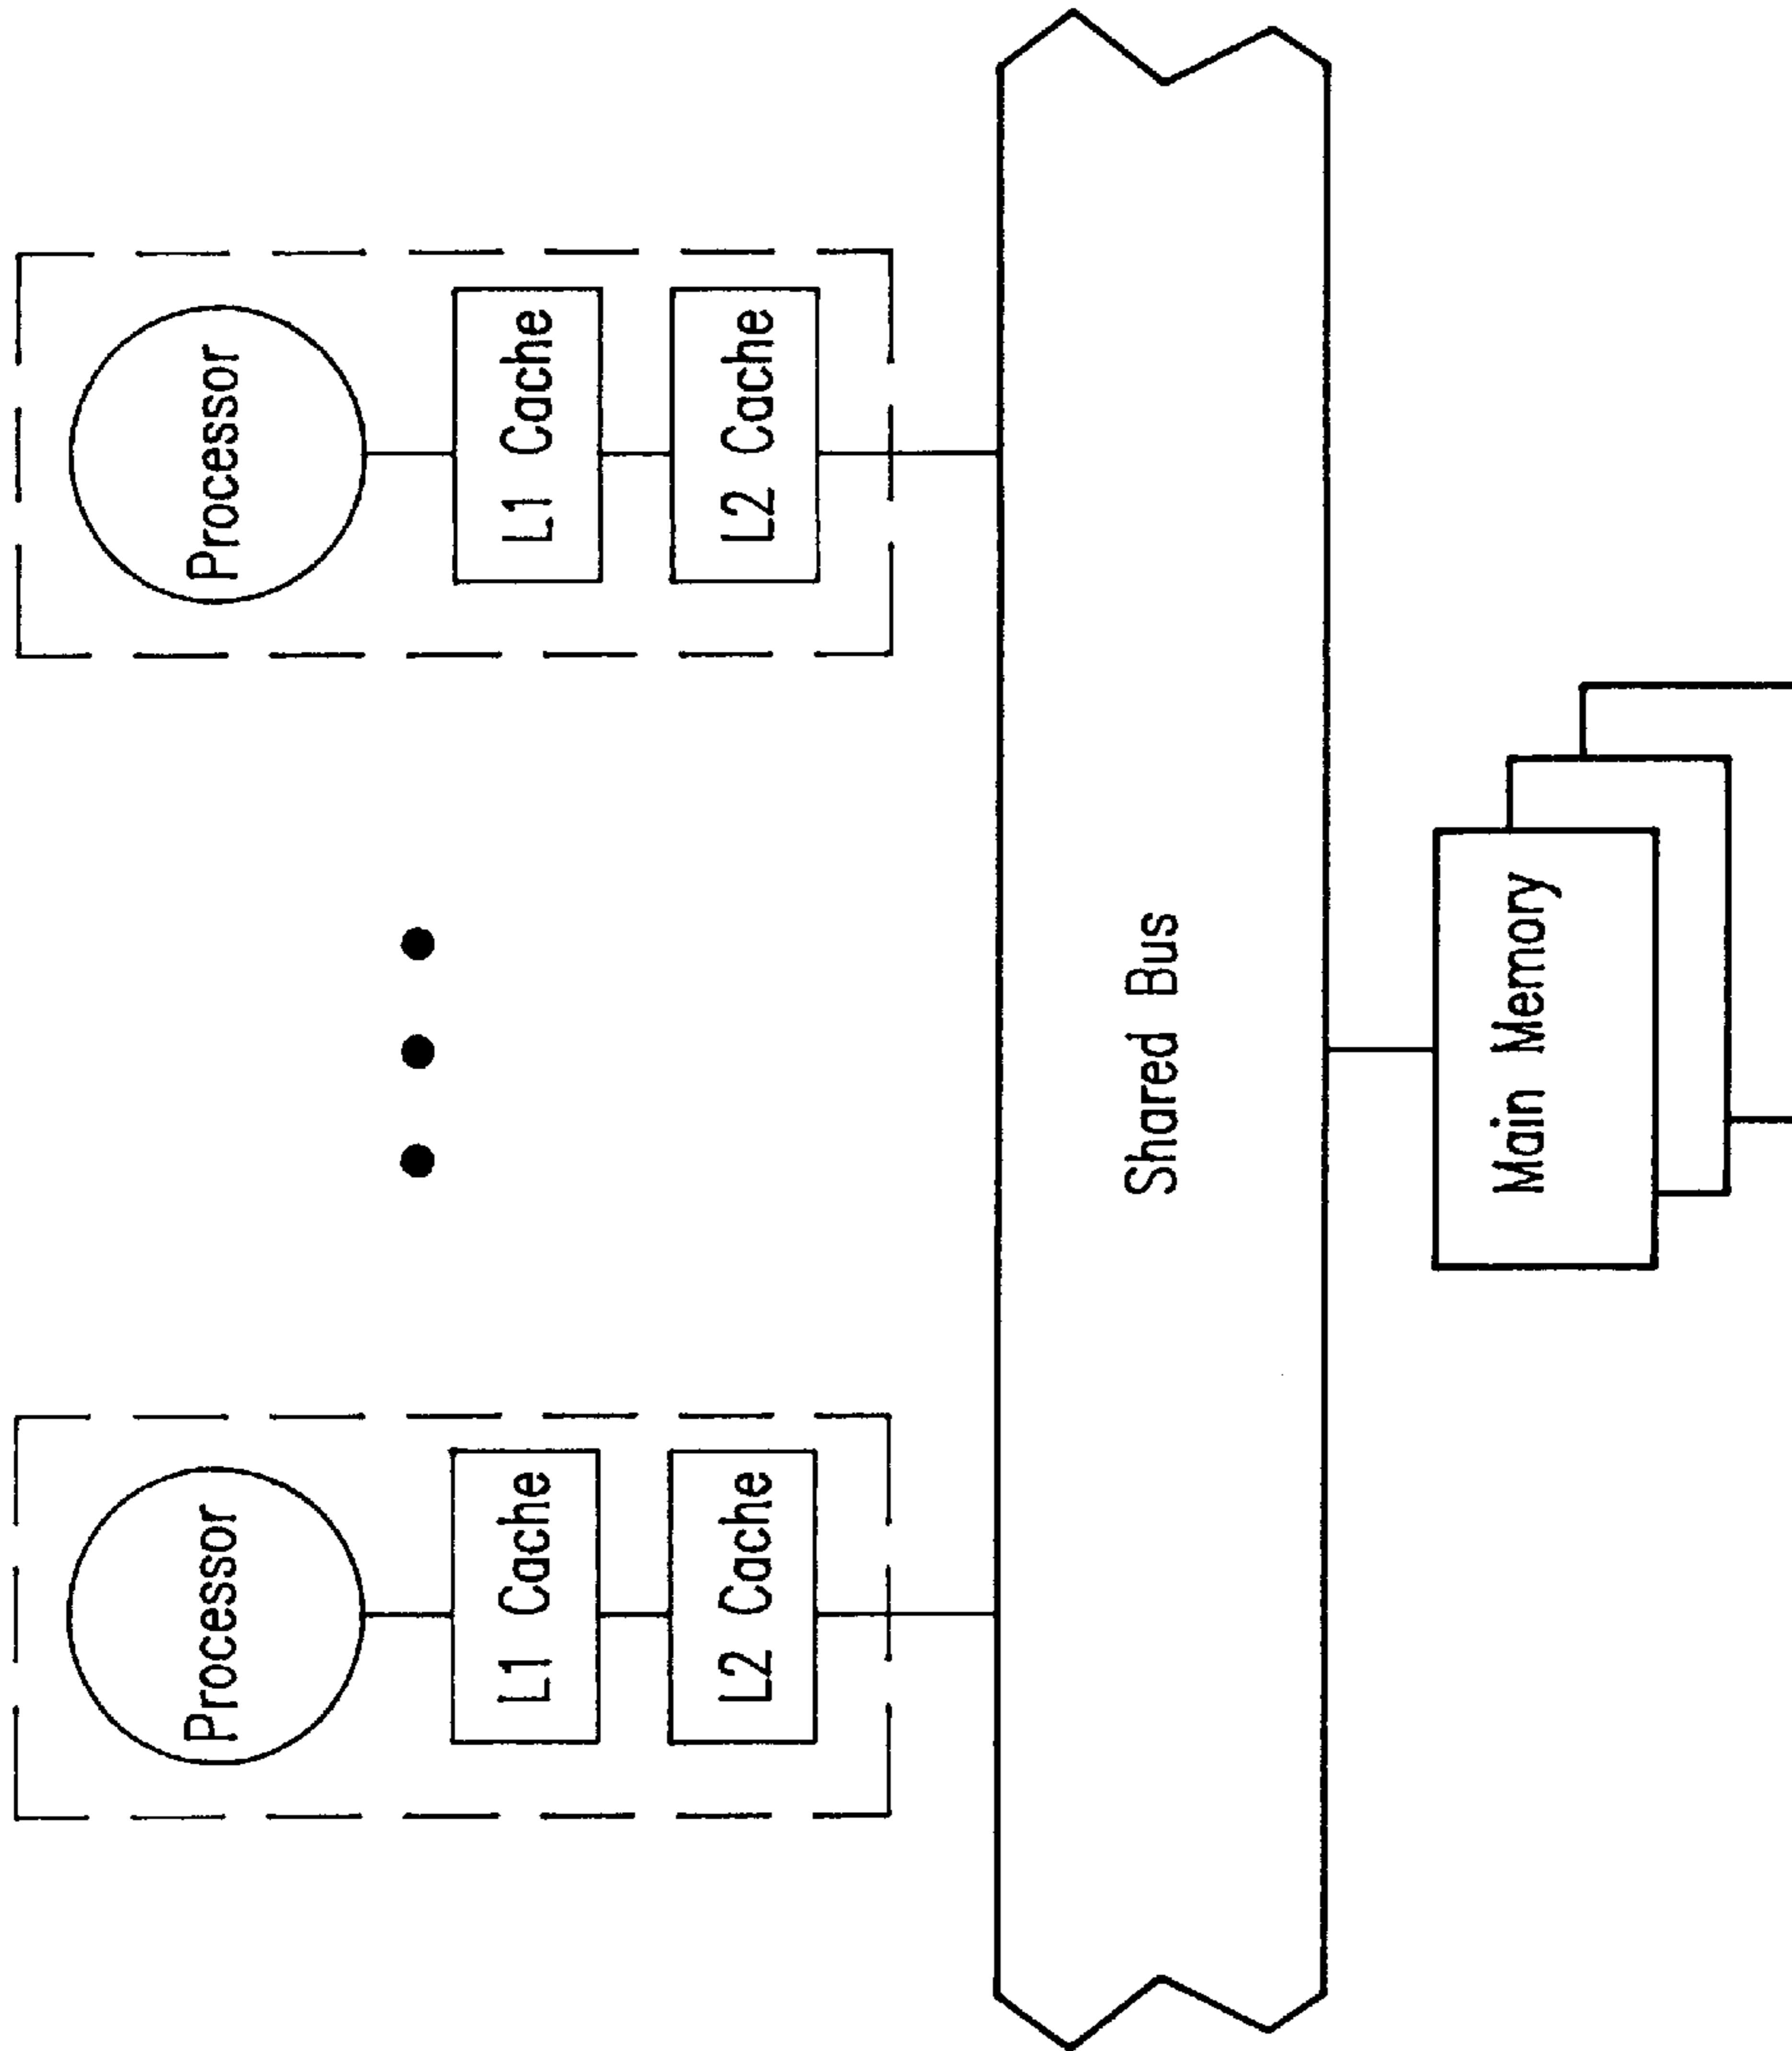 Processor
L1 Cache
L2 Cache
Processor
L1 Cache
L2 Cache
Shared Bus
Main Memory